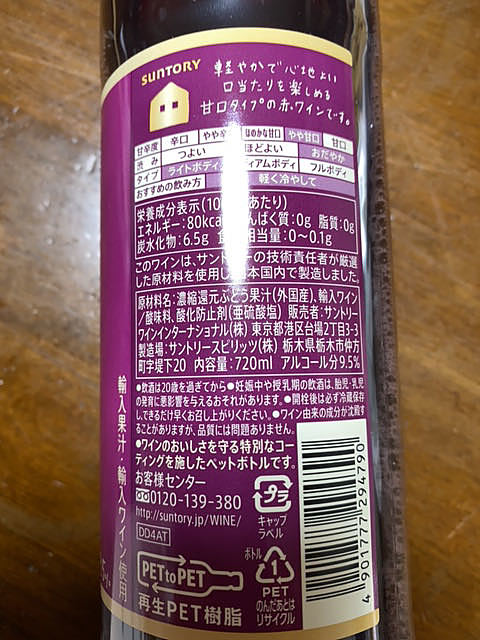 SUNTORY
軽やかで心地よい
口当たりを楽しめる
甘口タイプの赤ワインです。
甘辛度 辛口 やや辛 ほのかな甘口 やや甘口 甘口
渋み つよい ほどよい おだやか
タイプ ライトボディ ディアムボディ フルボディ
おすすめの飲み方 軽く冷やして
栄養成分表示(10 あたり)
エネルギー:80kca んぱく質:0g 脂質:0g
炭水化物:6.5g 食 相当量:0~0.1g
このワインは、サントリーの技術責任者が厳選
した原材料を使用し 本国内で製造しました。
原材料名:濃縮還元ぶどう果汁(外国産)、輸入ワイン
/酸味料、酸化防止剤(亜硫酸塩) 販売者:サントリー
ワインインターナショナル(株) 東京都港区台場2丁目3-3
製造場:サントリースピリッツ(株) 栃木県栃木市仲方
町字堤下20 内容量:720ml アルコール分9.5%
●飲酒は20歳を過ぎてから●妊娠中や授乳期の飲酒は、胎児・乳児
の発育に悪影響を与えるおそれがあります。●開栓後は必ず冷蔵保存
し、できるだけ早くお召し上がりください。●ワイン由来の成分が沈殿す
ることがありますが、品質には問題ありません。
●ワインのおいしさを守る特別なコー
ティングを施したペットボトルです。
お客様センター
0120-139-380
http://suntory.jp/WINE/
DD4AT
PET to PET
再生PET樹脂
プラ
キャップ
ラベル
ボトル
1
PET
のんだあとは
リサイクル
4 901777 294790
輸入果汁・輸入ワイン使用